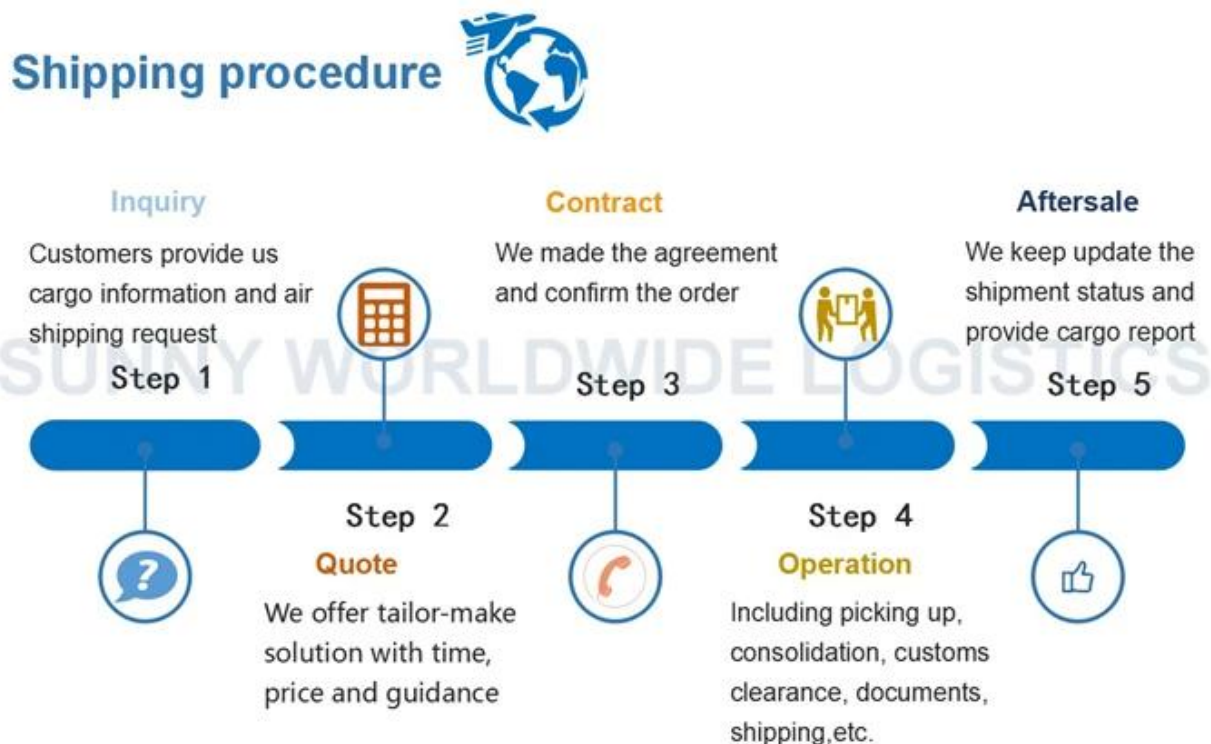 Shipping procedure
Inquiry
Customers provide us
cargo information and air
shipping request
Step 1
Step 2
Quote
We offer tailor-make
solution with time,
price and guidance
Contract
We made the agreement
and confirm the order
Step 3
Step 4
Operation
Including picking up,
consolidation, customs
clearance, documents,
shipping,etc.
Aftersale
We keep update the
shipment status and
provide cargo report
Step 5
SUNNY WORLDWIDE LOGISTICS
?